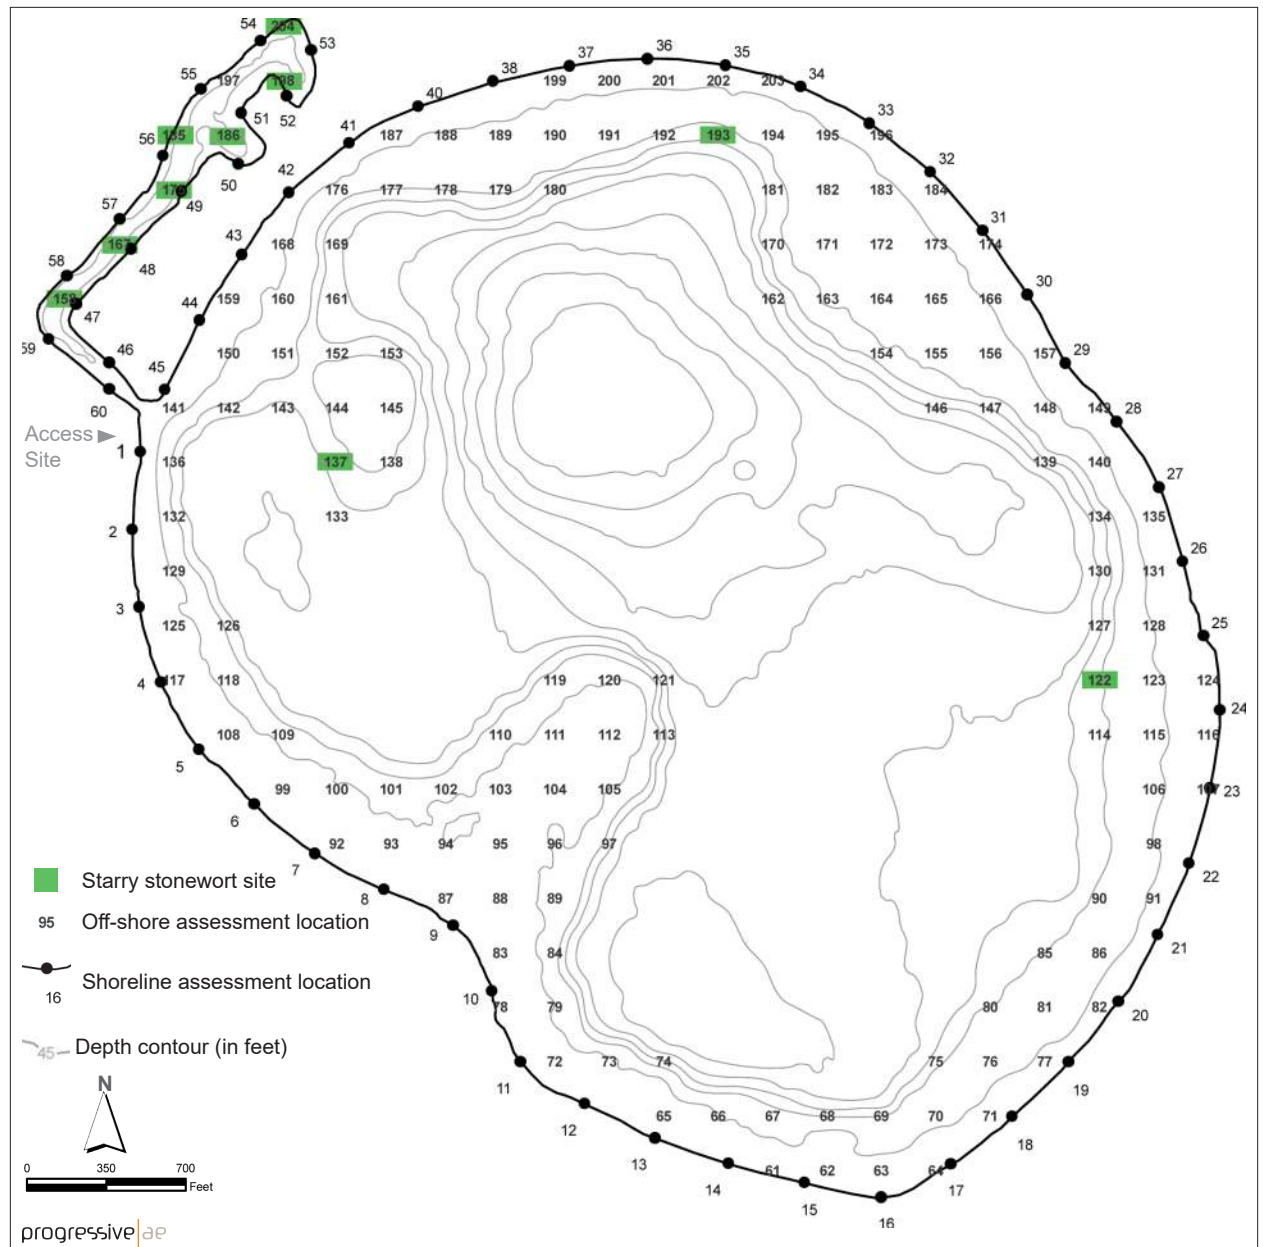 54 204 53
37 36 35
55 197 198 38 199 200 201 202 203 34
51 52 40 33
56 185 186 41 187 188 189 190 191 192 193 194 195 196
50 42 32
49 176 177 178 179 180 181 182 183 184
57 43 31
167 48 168 169 170 171 172 173 174
58 30
158 47 44 159 160 161 162 163 164 165 166
46 45 150 151 152 153 154 155 156 157 29
60 141 142 143 144 145 146 147 148 149 28
Access
Site
1 136 137 138 139 140 27
2 132 133 134 135 26
129 130 131
3 125 126 127 128 25
4 117 118 119 120 121 122 123 124 24
5 108 109 110 111 112 113 114 115 116
6 99 100 101 102 103 104 105 106 107 23
7 92 93 94 95 96 97 98 22
Starry stonewort site
8 87 88 89 90 91
95 Off-shore assessment location
9 83 84 85 86 21
16 Shoreline assessment location
10 78 79 80 81 82 20
45 Depth contour (in feet)
11 72 73 74 75 76 77 19
N
12 65 66 67 68 69 70 71 18
13 14 61 62 63 64 17
15 16
0 350 700
Feet
progressive ae